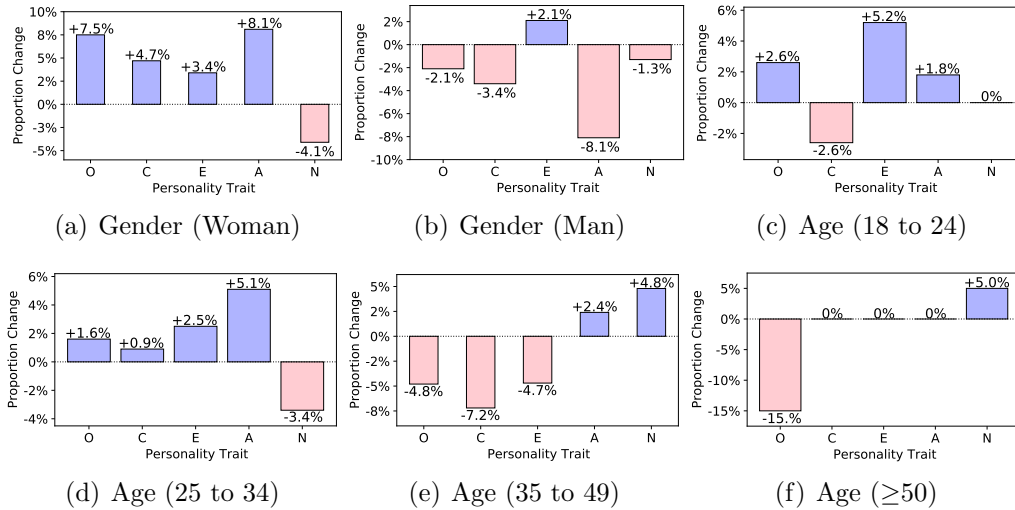 10%
8%
5%
3%
0%
-3%
-5%
Proportion Change
+7.5%
+4.7%
+3.4%
+8.1%
-4.1%
O C E A N
Personality Trait
(a) Gender (Woman)
2%
0%
-2%
-4%
-6%
-8%
-10%
Proportion Change
-2.1%
-3.4%
+2.1%
-8.1%
-1.3%
O C E A N
Personality Trait
(b) Gender (Man)
6%
4%
2%
0%
-2%
Proportion Change
+2.6%
-2.6%
+5.2%
+1.8%
0%
O C E A N
Personality Trait
(c) Age (18 to 24)
6%
4%
2%
0%
-2%
-4%
Proportion Change
+1.6%
+0.9%
+2.5%
+5.1%
-3.4%
O C E A N
Personality Trait
(d) Age (25 to 34)
5%
2%
0%
-2%
-5%
-8%
Proportion Change
-4.8%
-7.2%
-4.7%
+2.4%
+4.8%
O C E A N
Personality Trait
(e) Age (35 to 49)
5%
0%
-5%
-10%
-15%
Proportion Change
-15.%
0%
0%
0%
+5.0%
O C E A N
Personality Trait
(f) Age (≥50)